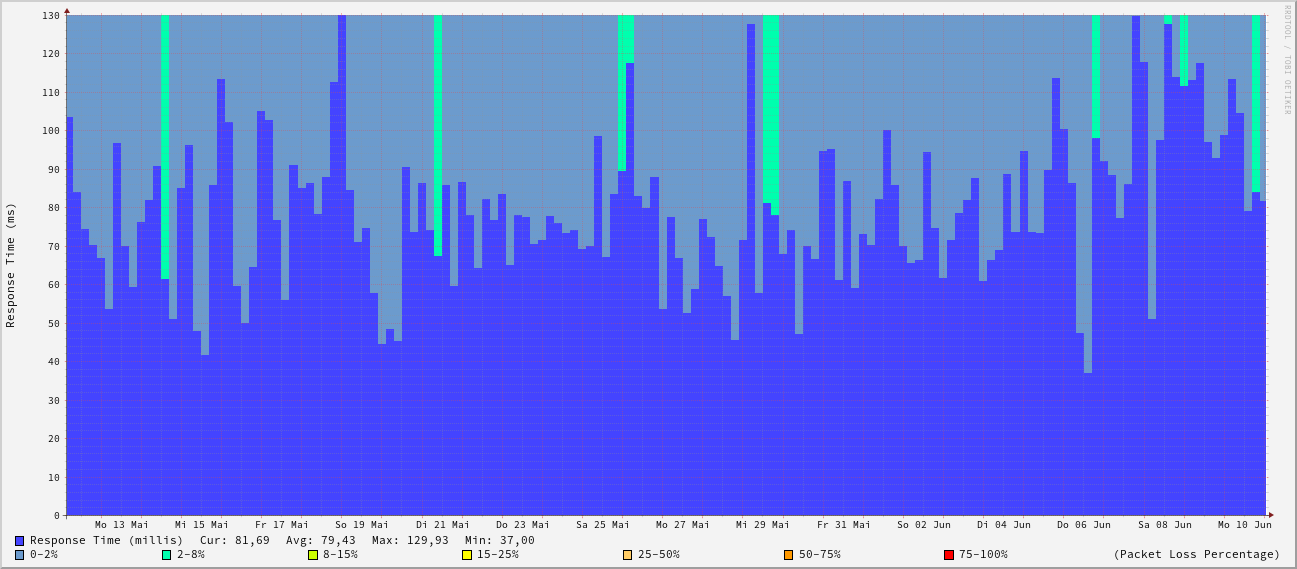 RRDTOOL / TOBI OETIKER
Response Time (ms)
130
120
110
100
90
80
70
60
50
40
30
20
10
0
Mo 13 Mai Mi 15 Mai Fr 17 Mai So 19 Mai Di 21 Mai Do 23 Mai Sa 25 Mai Mo 27 Mai Mi 29 Mai Fr 31 Mai So 02 Jun Di 04 Jun Do 06 Jun Sa 08 Jun Mo 10 Jun
Response Time (millis) Cur: 81,69 Avg: 79,43 Max: 129,93 Min: 37,00
0-2% 2-8% 8-15% 15-25% 25-50% 50-75% 75-100% (Packet Loss Percentage)